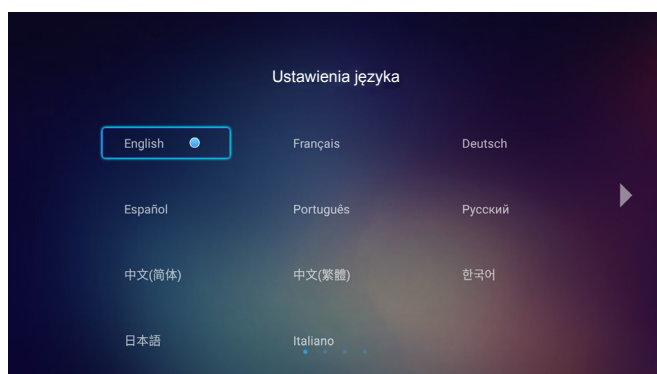 Ustawienia języka
English Français Deutsch
Español Português Русский
中文(简体) 中文(繁體) 한국어
日本語 Italiano